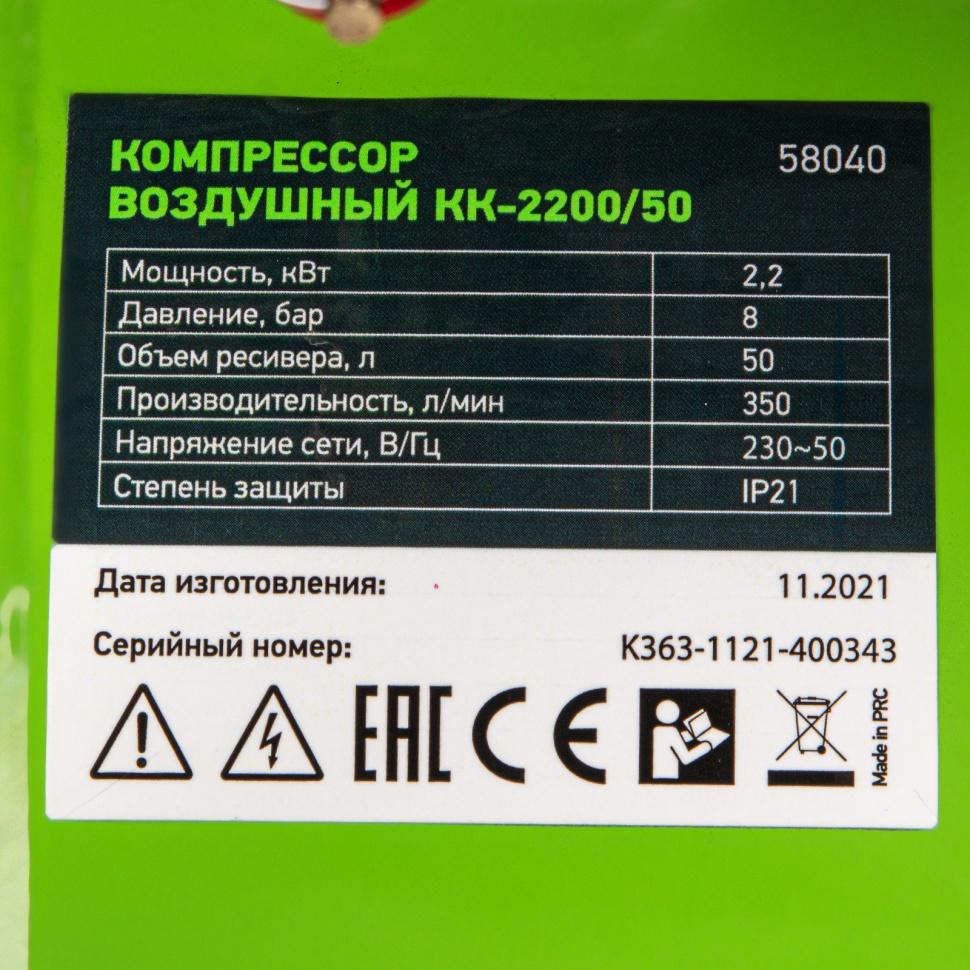 КОМПРЕССОР 58040
ВОЗДУШНЫЙ КК-2200/50
Мощность, кВт 2,2
Давление, бар 8
Объем ресивера, л 50
Производительность, л/мин 350
Напряжение сети, В/Гц 230~50
Степень защиты IP21
Дата изготовления: 11.2021
Серийный номер: K363-1121-400343
EAC CE
Made in PRC